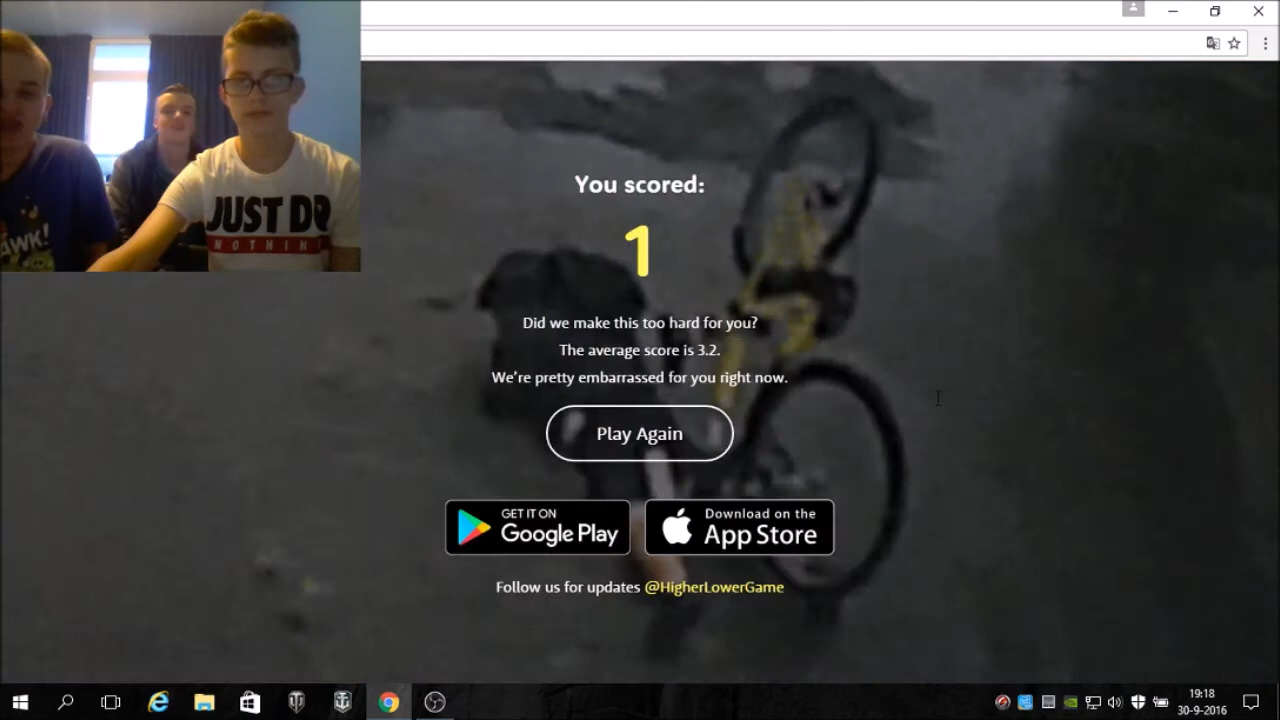 JUST DO
NOTHIN
AWK!
You scored:
1
Did we make this too hard for you?
The average score is 3.2.
We're pretty embarrassed for you right now.
Play Again
GET IT ON
Google Play
Download on the
App Store
Follow us for updates @HigherLowerGame
19:18
30-9-2016